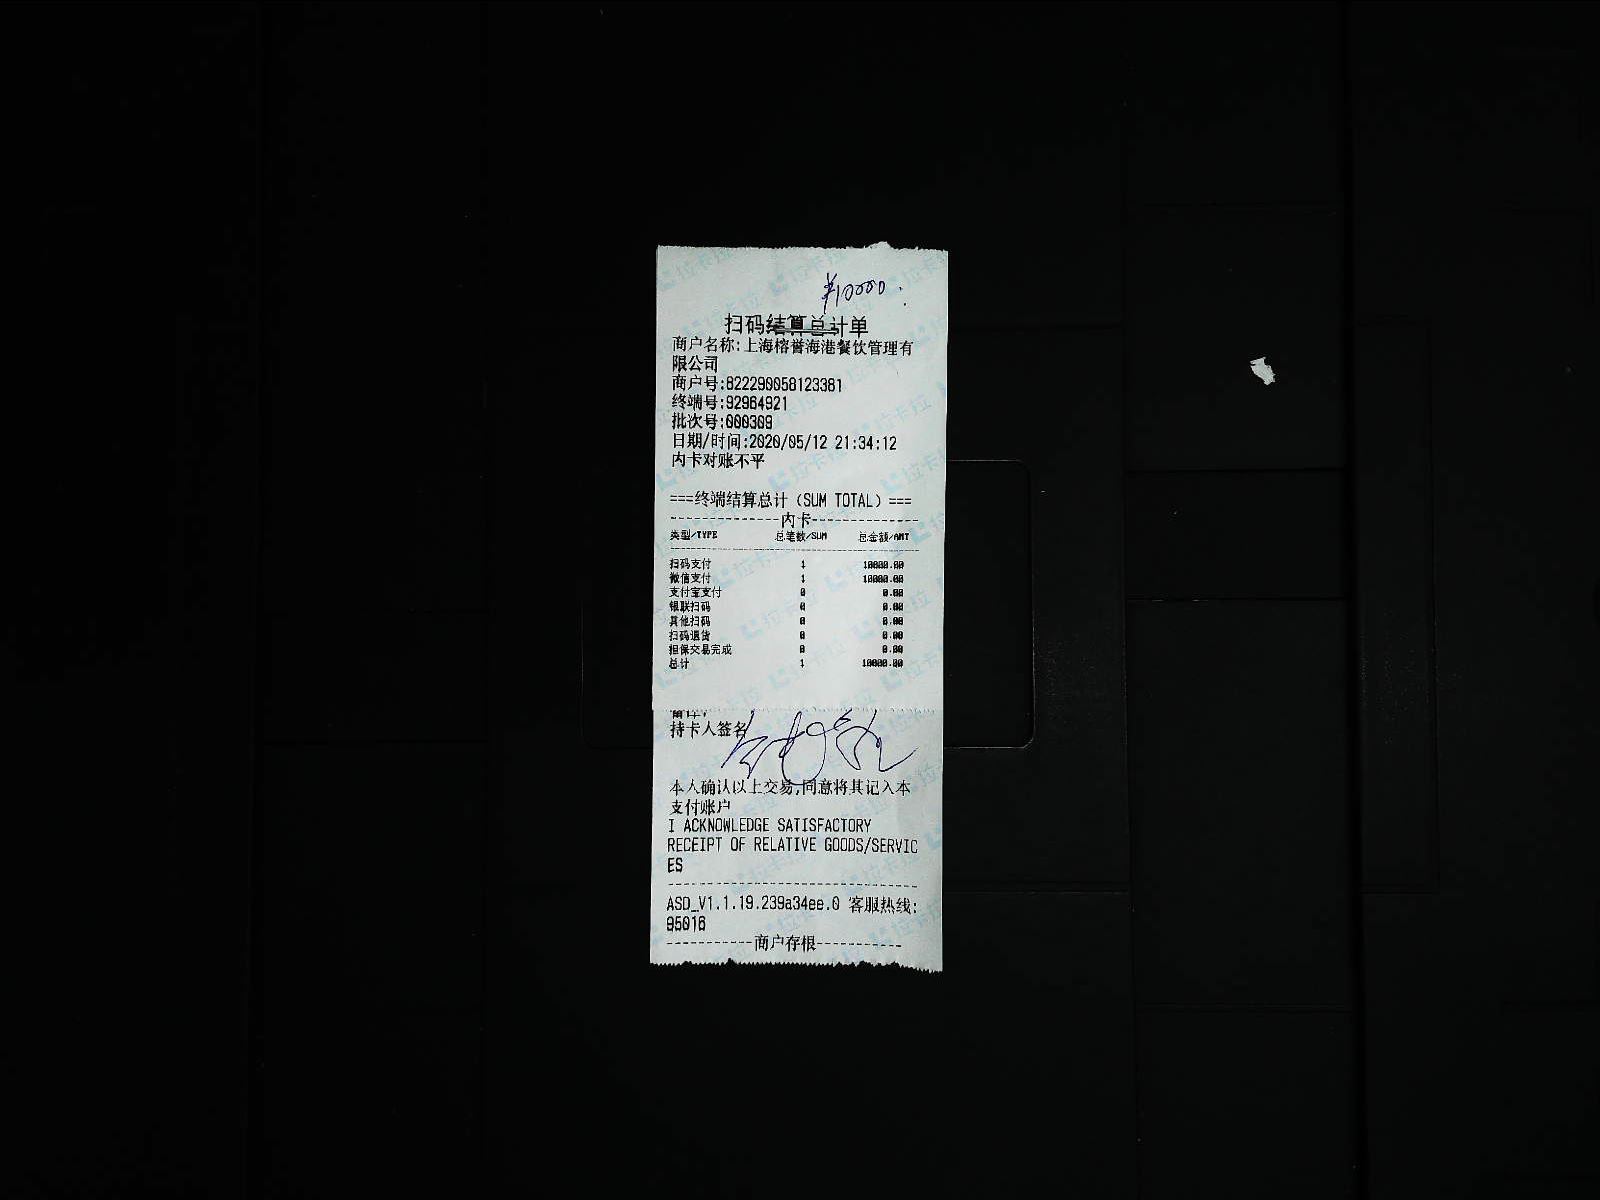 ¥10000.
扫码结算总计单
商户名称:上海榕誉海港餐饮管理有
限公司
商户号:822290058123381
终端号:92964921
批次号:000309
日期/时间:2020/05/12 21:34:12
内卡对账不平
===终端结算总计（SUM TOTAL）===
---------------内卡---------------
类型/TYPE 总笔数/SUM 总金额/AMT
扫码支付 1 10000.00
微信支付 1 10000.00
支付宝支付 0 0.00
银联扫码 0 0.00
其他扫码 0 0.00
扫码退货 0 0.00
担保交易完成 0 0.00
总计 1 10000.00
持卡人签名
本人确认以上交易,同意将其记入本
支付账户
I ACKNOWLEDGE SATISFACTORY
RECEIPT OF RELATIVE GOODS/SERVIC
ES
ASD_V1.1.19.239a34ee.0 客服热线:
95016
-----------商户存根-----------